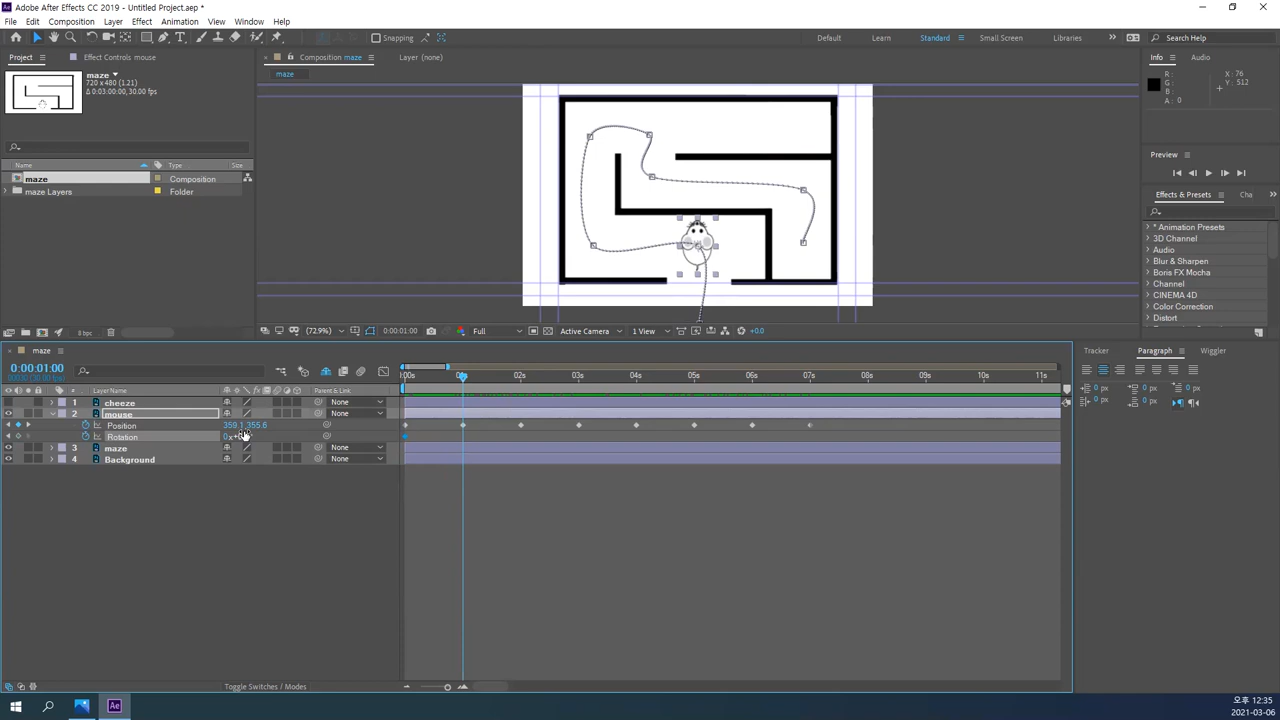 Adobe After Effects CC 2019 - Untitled Project.aep *
File Edit Composition Layer Effect Animation View Window Help
Snapping Default Learn Standard Small Screen Libraries Search Help
Project Effect Controls mouse Composition maze Layer (none) Info Audio
maze
maze
720 x 480 (1.21)
Δ 0:03:00:00, 30.00 fps
R :
G :
B :
A : 0
X : 76
Y : 512
Name Type Size
maze Composition
maze Layers Folder
Preview
Effects & Presets Cha
* Animation Presets
3D Channel
Audio
Blur & Sharpen
Boris FX Mocha
Channel
CINEMA 4D
Color Correction
Distort
8 bpc (72.9%) 0:00:01:00 Full Active Camera 1 View +0.0
maze
0:00:01:00
Layer Name Parent & Link
:00s 02s 03s 04s 05s 06s 07s 08s 09s 10s 11s
1 cheeze None
2 mouse None
Position 359.1,355.6
Rotation
3 maze None
4 Background None
Tracker Paragraph Wiggler
0 px 0 px 0 px
0 px 0 px
Toggle Switches / Modes
오후 12:35
2021-03-06